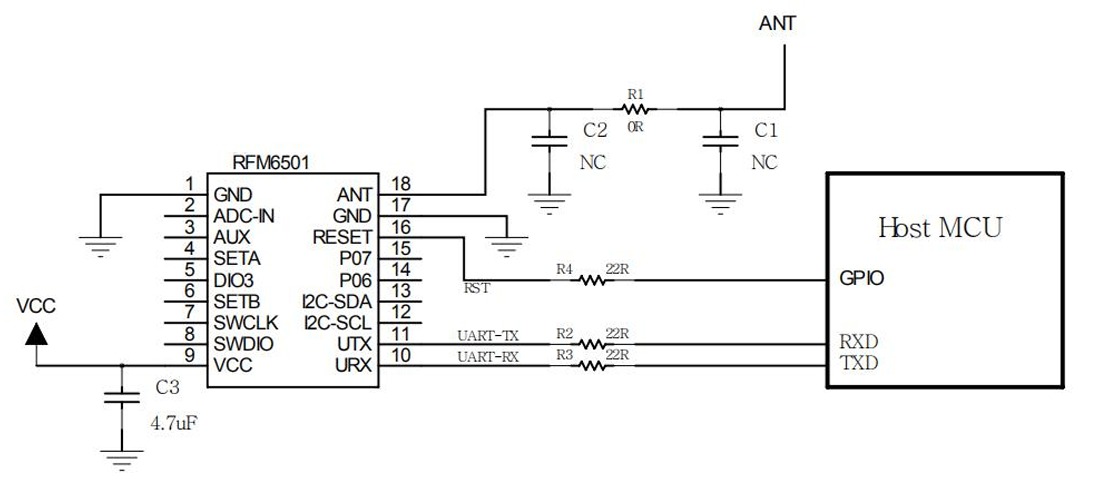 ANT
R1
0R
C2
NC
C1
NC
RFM6501
1 GND ANT 18
2 ADC-IN GND 17
3 AUX RESET 16
4 SETA P07 15
5 DIO3 P06 14
6 SETB I2C-SDA 13
7 SWCLK I2C-SCL 12
8 SWDIO UTX 11
9 VCC URX 10
VCC
C3
4.7uF
RST
R4 22R
UART-TX R2 22R
UART-RX R3 22R
Host MCU
GPIO
RXD
TXD